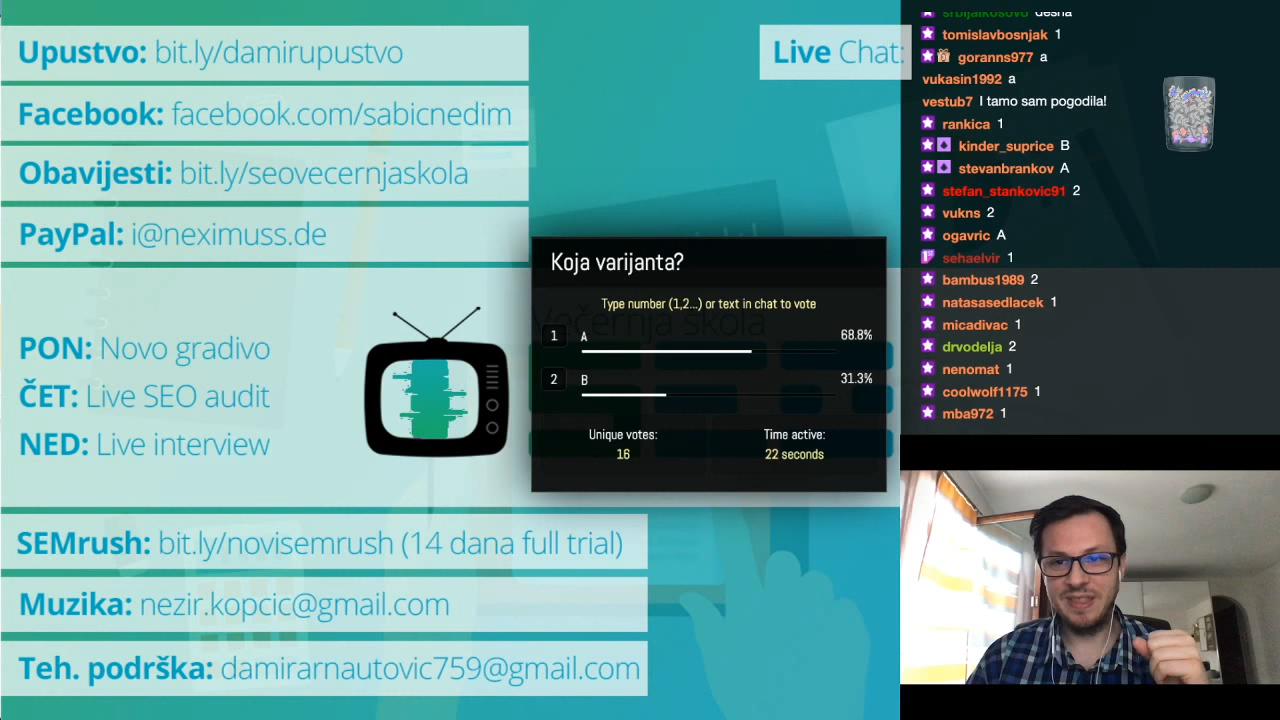 Upustvo: bit.ly/damirupustvo
Facebook: facebook.com/sabicnedim
Obavijesti: bit.ly/seovecernjaskola
PayPal: i@neximuss.de
PON: Novo gradivo
ČET: Live SEO audit
NED: Live interview
SEMrush: bit.ly/novisemrush (14 dana full trial)
Muzika: nezir.kopcic@gmail.com
Teh. podrška: damirarnautovic759@gmail.com
Live Chat:
Koja varijanta?
Type number (1,2...) or text in chat to vote
Večernja škola
1 A 68.8%
2 B 31.3%
Unique votes: Time active:
16 22 seconds
srbijaikosovo desna
tomislavbosnjak 1
goranns977 a
vukasin1992 a
vestub7 I tamo sam pogodila!
rankica 1
kinder_suprice B
stevanbrankov A
stefan_stankovic91 2
vukns 2
ogavric A
sehaelvir 1
bambus1989 2
natasasedlacek 1
micadivac 1
drvodelja 2
nenomat 1
coolwolf1175 1
mba972 1